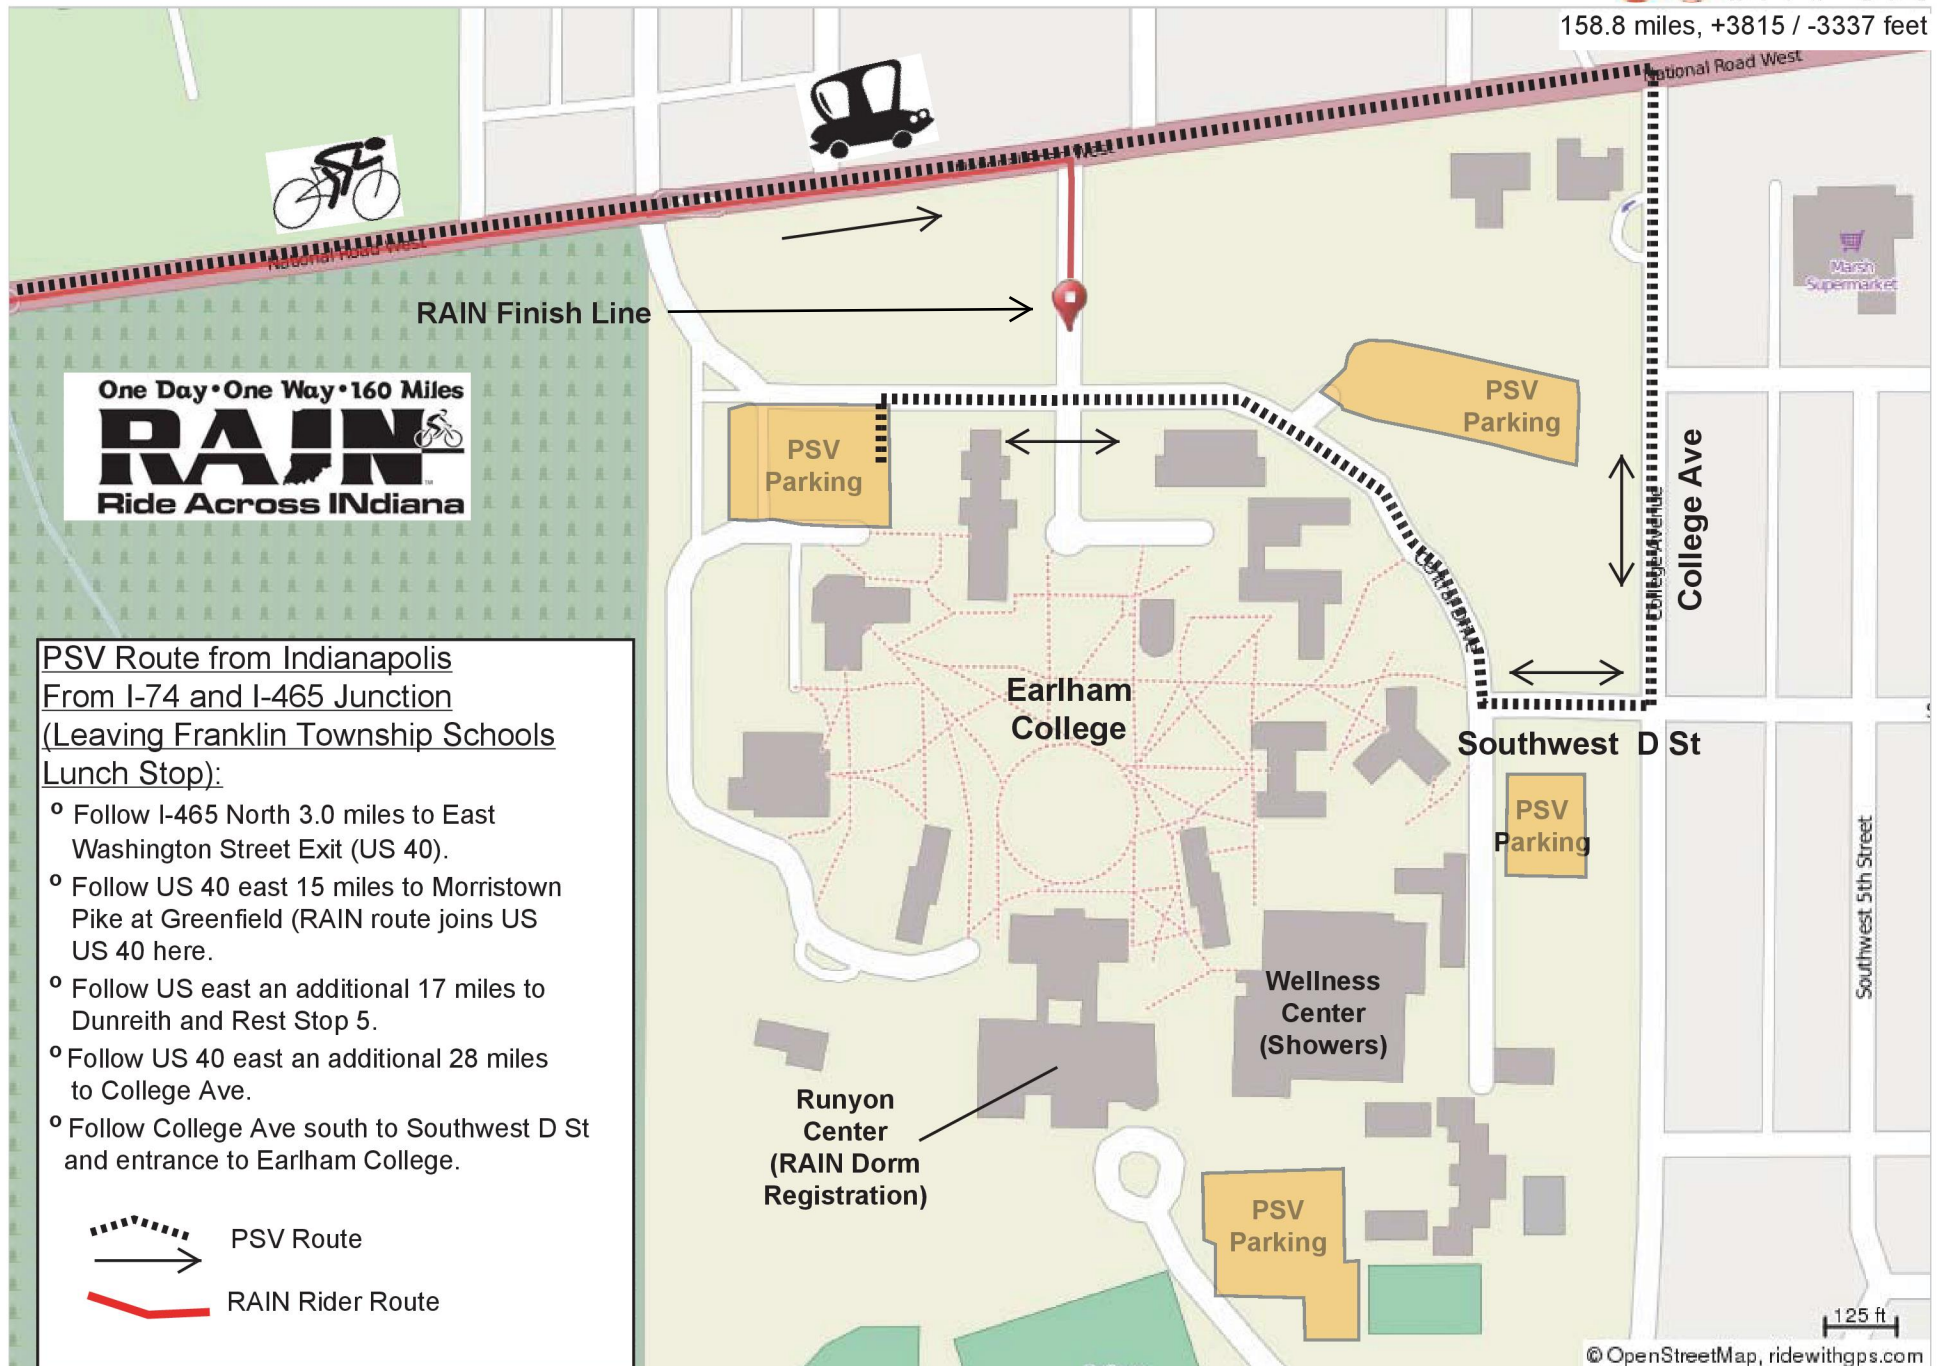 158.8 miles, +3815 / -3337 feet
National Road West
National Road West
National Road West
RAIN Finish Line
Marsh
Supermarket
One Day•One Way•160 Miles
RAIN
Ride Across INdiana
PSV
Parking
PSV
Parking
College Avenue
College Ave
PSV Route from Indianapolis
From I-74 and I-465 Junction
(Leaving Franklin Township Schools
Lunch Stop):
º Follow I-465 North 3.0 miles to East
Washington Street Exit (US 40).
º Follow US 40 east 15 miles to Morristown
Pike at Greenfield (RAIN route joins US
US 40 here.
º Follow US east an additional 17 miles to
Dunreith and Rest Stop 5.
º Follow US 40 east an additional 28 miles
to College Ave.
º Follow College Ave south to Southwest D St
and entrance to Earlham College.
PSV Route
RAIN Rider Route
Earlham
College
Southwest D St
PSV
Parking
Southwest 5th Street
Wellness
Center
(Showers)
Runyon
Center
(RAIN Dorm
Registration)
PSV
Parking
125 ft
© OpenStreetMap, ridewithgps.com